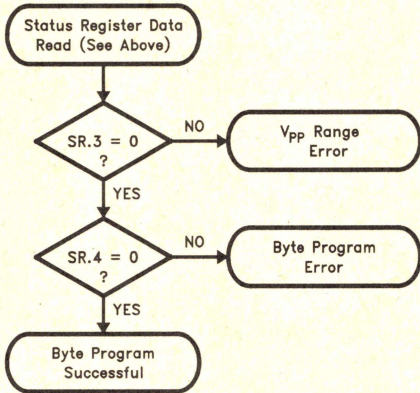 Status Register Data
Read (See Above)
SR.3 = 0
?
NO
VPP Range
Error
YES
SR.4 = 0
?
NO
Byte Program
Error
YES
Byte Program
Successful